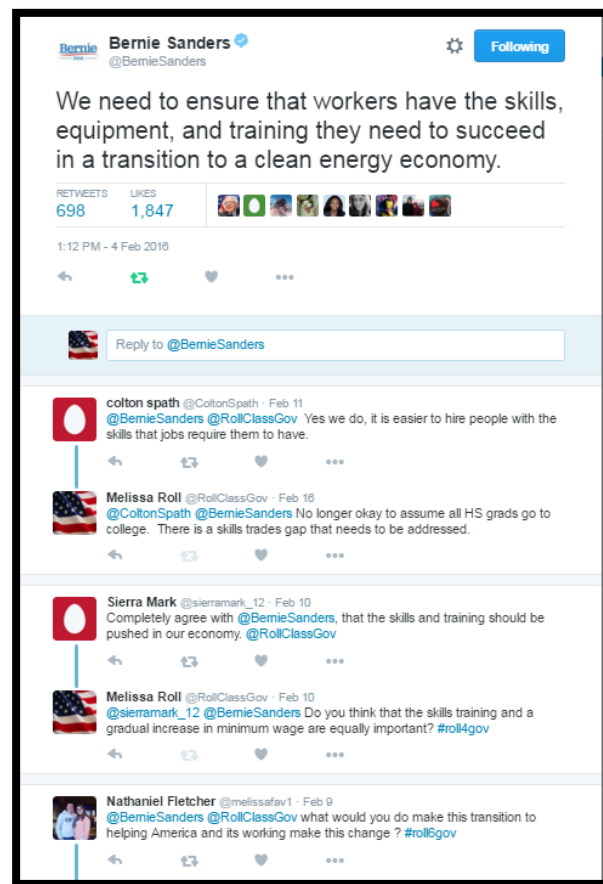 Bernie
Bernie Sanders
@BernieSanders
Following
We need to ensure that workers have the skills,
equipment, and training they need to succeed
in a transition to a clean energy economy.
RETWEETS LIKES
698 1,847
1:12 PM - 4 Feb 2016
Reply to @BernieSanders
colton spath @ColtonSpath · Feb 11
@BernieSanders @RollClassGov Yes we do, it is easier to hire people with the
skills that jobs require them to have.
Melissa Roll @RollClassGov · Feb 16
@ColtonSpath @BernieSanders No longer okay to assume all HS grads go to
college. There is a skills trades gap that needs to be addressed.
Sierra Mark @sierramark_12 · Feb 10
Completely agree with @BernieSanders, that the skills and training should be
pushed in our economy. @RollClassGov
Melissa Roll @RollClassGov · Feb 10
@sierramark_12 @BernieSanders Do you think that the skills training and a
gradual increase in minimum wage are equally important? #roll4gov
Nathaniel Fletcher @melissafav1 · Feb 9
@BernieSanders @RollClassGov what would you do make this transition to
helping America and its working make this change ? #roll6gov